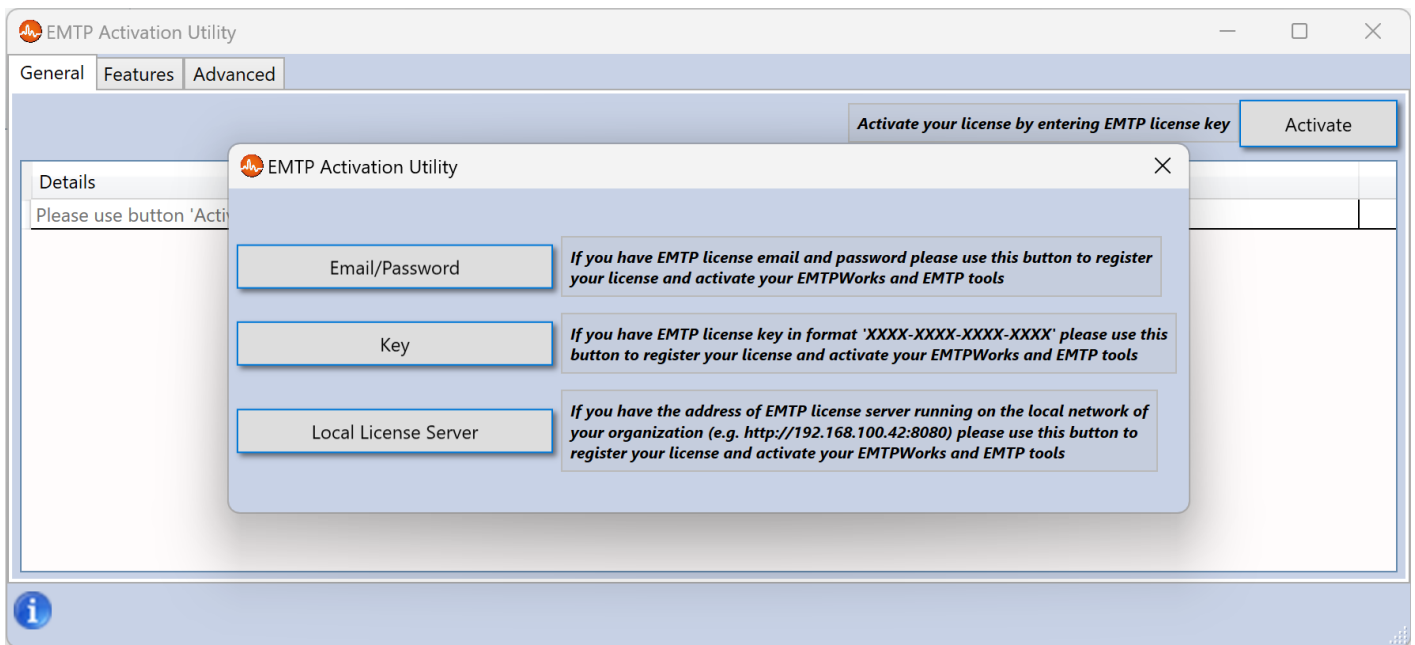 EMTP Activation Utility
General Features Advanced
Activate your license by entering EMTP license key Activate
Details
Please use button
EMTP Activation Utility
Email/Password
If you have EMTP license email and password please use this button to register
your license and activate your EMTPWorks and EMTP tools
Key
If you have EMTP license key in format 'XXXX-XXXX-XXXX-XXXX' please use this
button to register your license and activate your EMTPWorks and EMTP tools
Local License Server
If you have the address of EMTP license server running on the local network of
your organization (e.g. http://192.168.100.42:8080) please use this button to
register your license and activate your EMTPWorks and EMTP tools